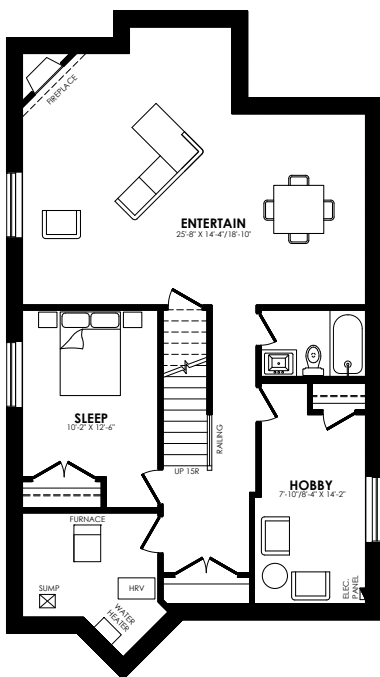 FIREPLACE
ENTERTAIN
25'-8" X 14'-4"/18'-10"
SLEEP
10'-2" X 12'-6"
RAILING
UP 15R
HOBBY
7'-10"/8'-4" X 14'-2"
FURNACE
SUMP
HRV
WATER
HEATER
ELEC.
PANEL